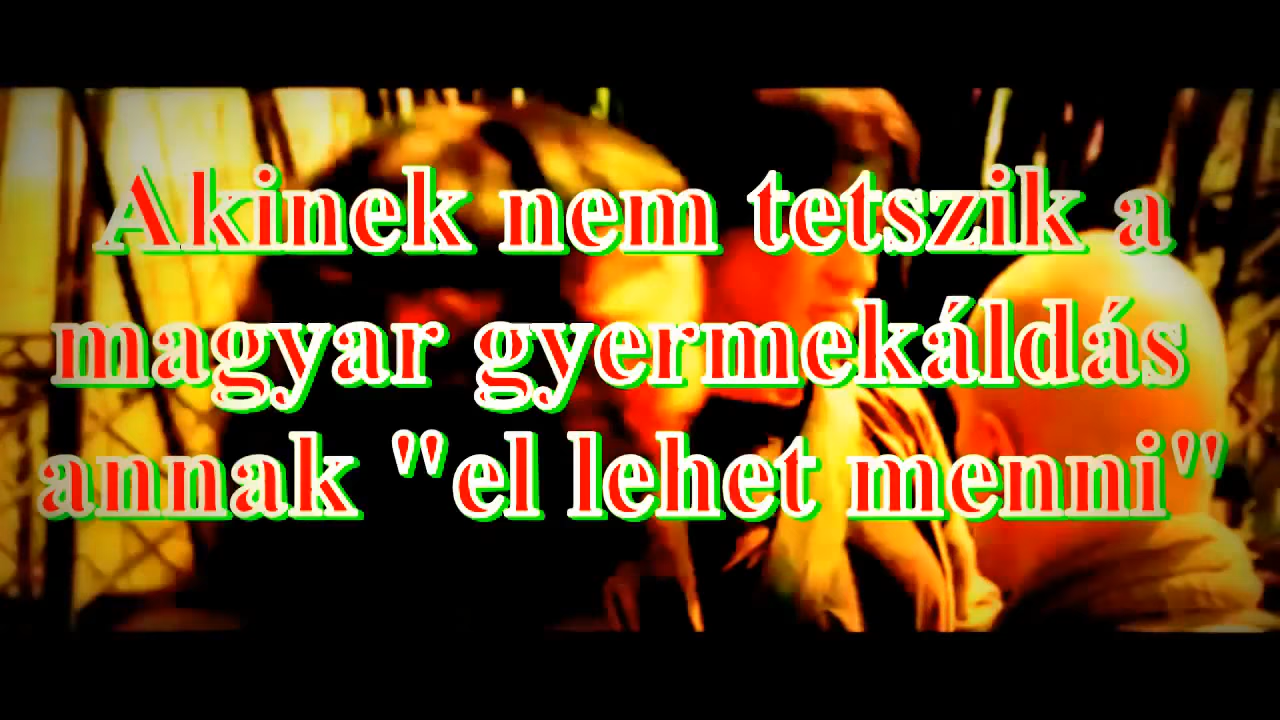 Akinek nem tetszik a
magyar gyermekáldás
annak "el lehet menni"